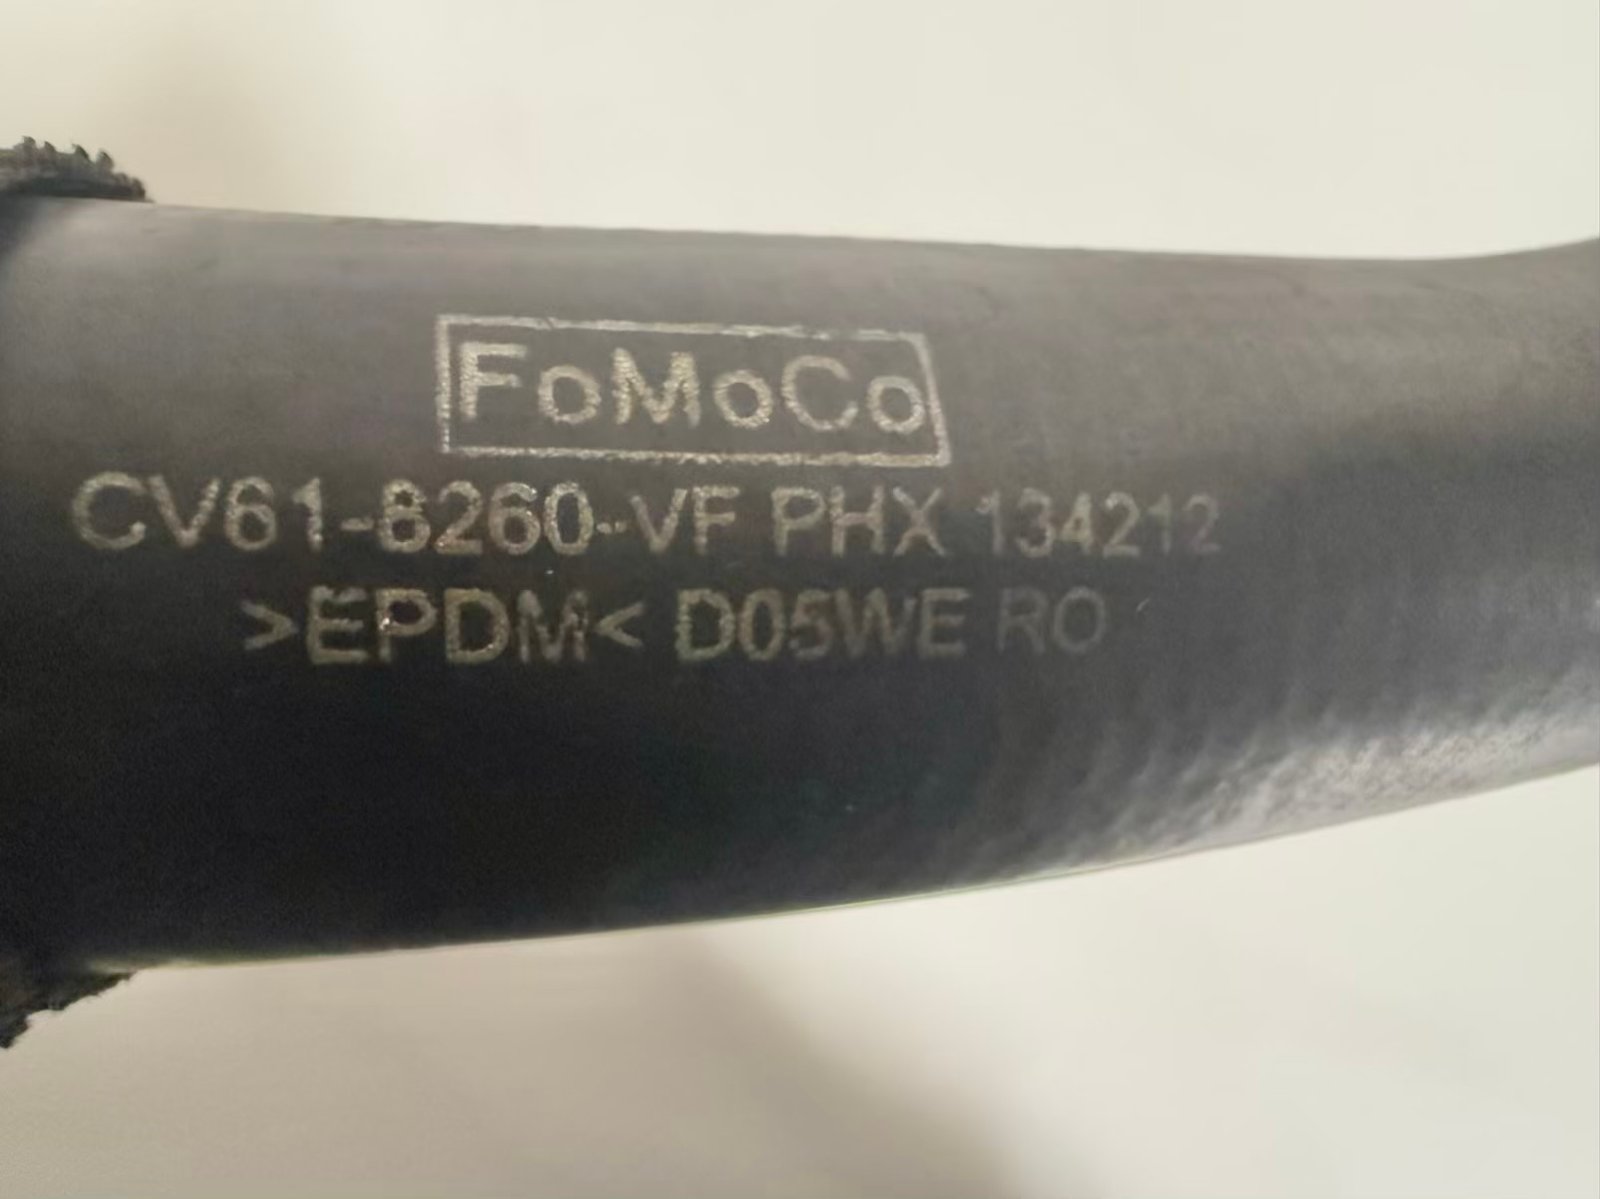 FoMoCo
CV61-8260-VF PHX 134212
>EPDM< D05WE RO